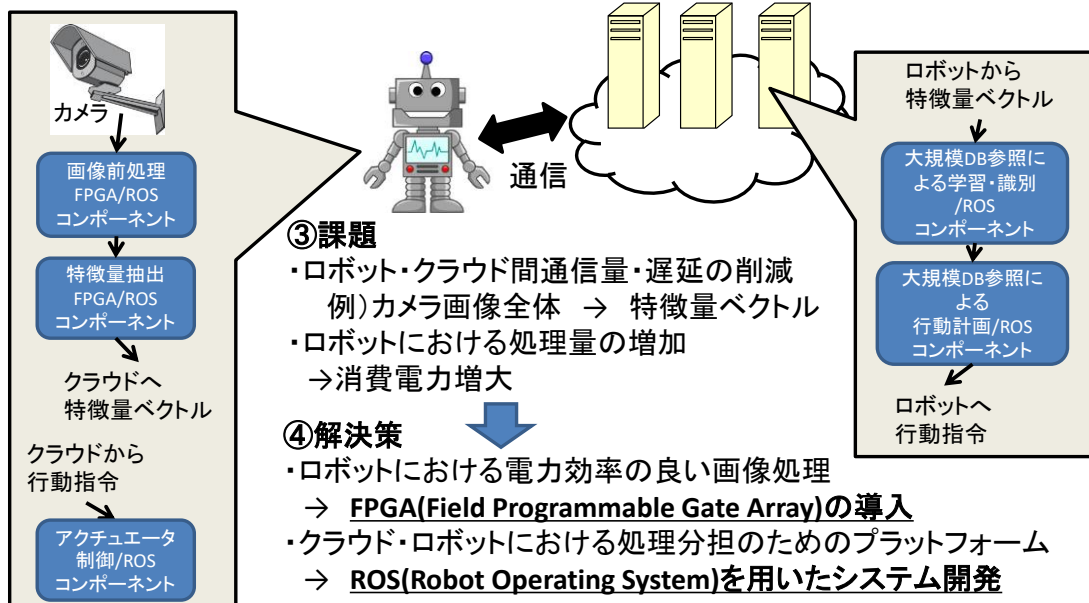 カメラ
画像前処理
FPGA/ROS
コンポーネント
特徴量抽出
FPGA/ROS
コンポーネント
クラウドへ
特徴量ベクトル
クラウドから
行動指令
アクチュエータ
制御/ROS
コンポーネント
通信
③課題
・ロボット・クラウド間通信量・遅延の削減
例)カメラ画像全体 → 特徴量ベクトル
・ロボットにおける処理量の増加
→消費電力増大
④解決策
・ロボットにおける電力効率の良い画像処理
→ FPGA(Field Programmable Gate Array)の導入
・クラウド・ロボットにおける処理分担のためのプラットフォーム
→ ROS(Robot Operating System)を用いたシステム開発
ロボットから
特徴量ベクトル
大規模DB参照に
よる学習・識別
/ROS
コンポーネント
大規模DB参照に
よる
行動計画/ROS
コンポーネント
ロボットへ
行動指令